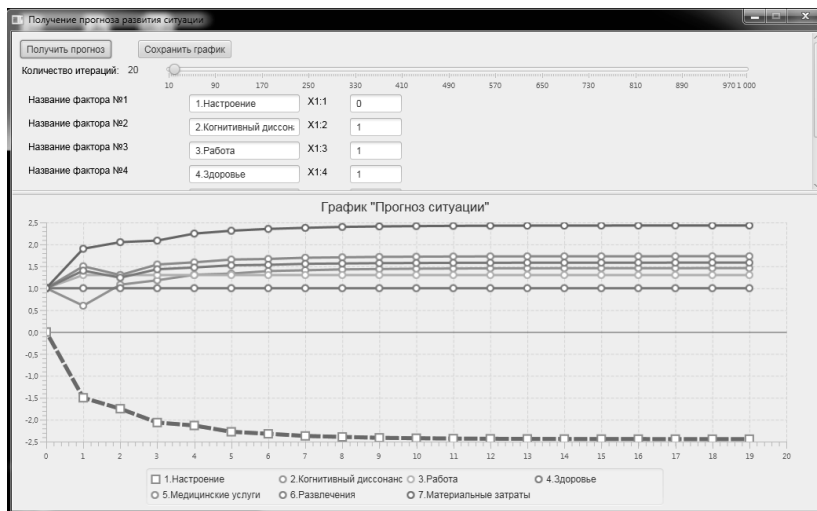 Получение прогноза развития ситуации
Получить прогноз Сохранить график
Количество итераций: 20
10 90 170 250 330 410 490 570 650 730 810 890 970 1 000
Название фактора №1 1.Настроение X1:1 0
Название фактора №2 2.Когнитивный диссона X1:2 1
Название фактора №3 3.Работа X1:3 1
Название фактора №4 4.Здоровье X1:4 1
График "Прогноз ситуации"
2,5
2,0
1,5
1,0
0,5
0,0
-0,5
-1,0
-1,5
-2,0
-2,5
0 1 2 3 4 5 6 7 8 9 10 11 12 13 14 15 16 17 18 19 20
1.Настроение 2.Когнитивный диссонанс 3.Работа 4.Здоровье
5.Медицинские услуги 6.Развлечения 7.Материальные затраты